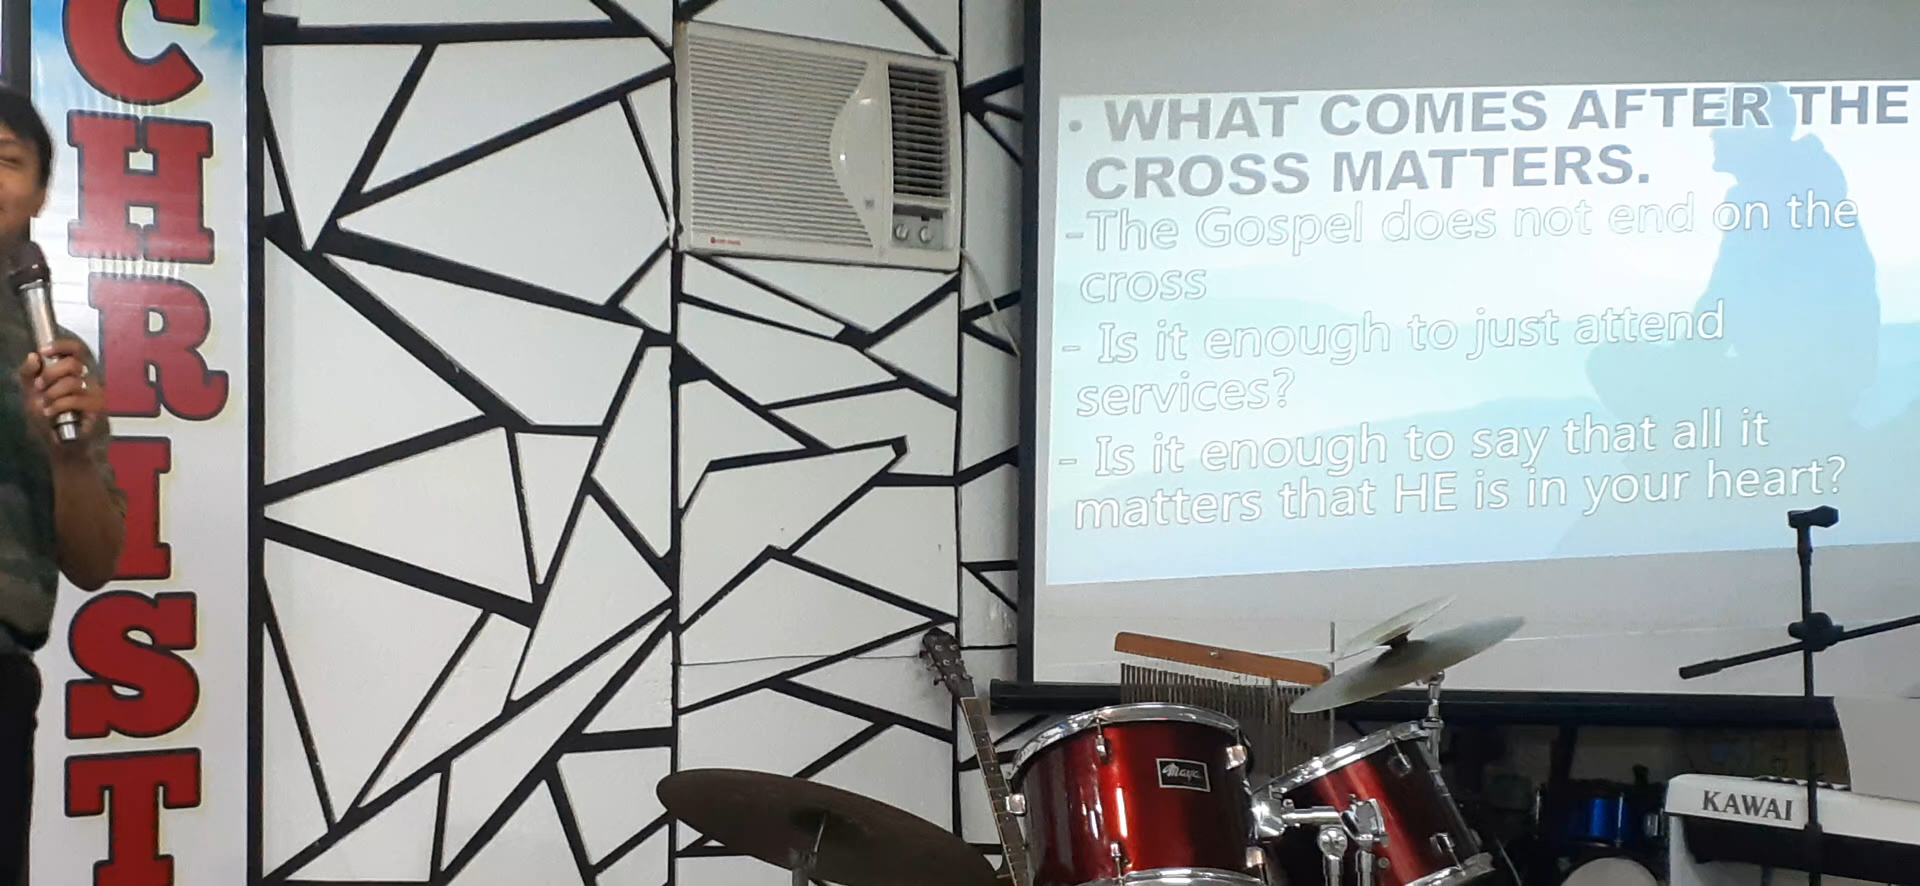 CHRIST
• WHAT COMES AFTER THE
CROSS MATTERS.
-The Gospel does not end on the
cross
- Is it enough to just attend
services?
- Is it enough to say that all it
matters that HE is in your heart?
Maya
KAWAI